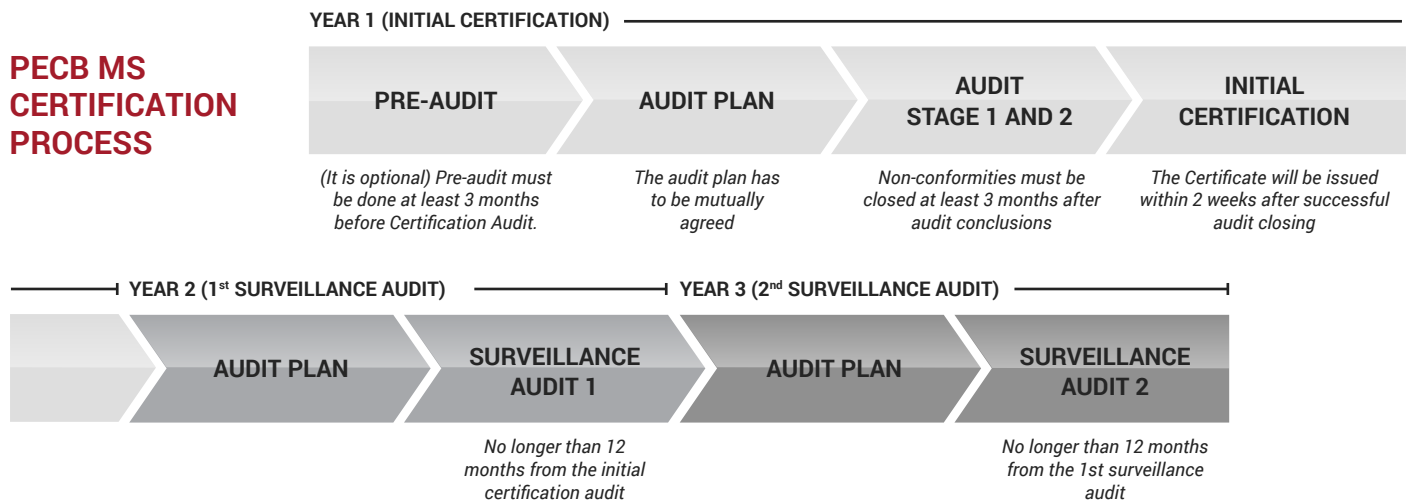 YEAR 1 (INITIAL CERTIFICATION)
PECB MS
CERTIFICATION
PROCESS
PRE-AUDIT
AUDIT PLAN
AUDIT
STAGE 1 AND 2
INITIAL
CERTIFICATION
(It is optional) Pre-audit must
be done at least 3 months
before Certification Audit.
The audit plan has
to be mutually
agreed
Non-conformities must be
closed at least 3 months after
audit conclusions
The Certificate will be issued
within 2 weeks after successful
audit closing
YEAR 2 (1st SURVEILLANCE AUDIT)
YEAR 3 (2nd SURVEILLANCE AUDIT)
AUDIT PLAN
SURVEILLANCE
AUDIT 1
AUDIT PLAN
SURVEILLANCE
AUDIT 2
No longer than 12
months from the initial
certification audit
No longer than 12 months
from the 1st surveillance
audit